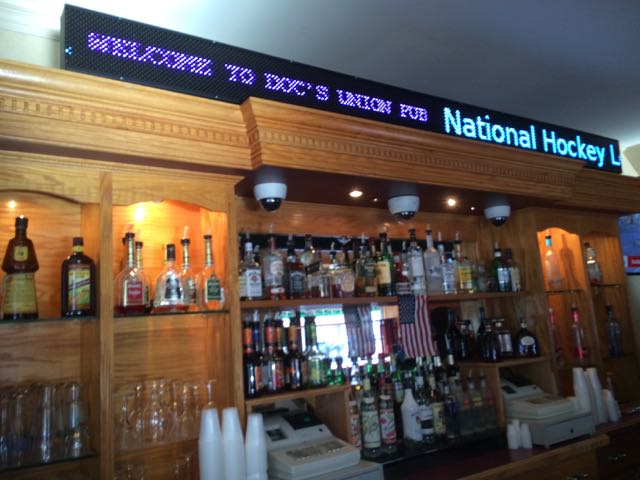 WELCOME TO DOC'S UNION PUB
National Hockey L